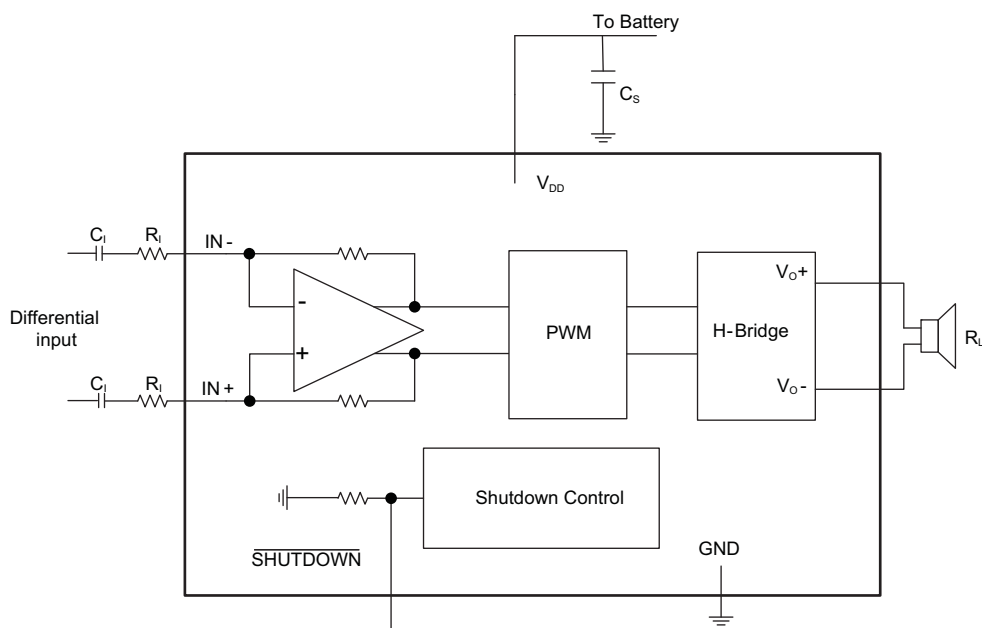 To Battery
C_S
V_DD
C_I
R_I
IN -
Differential
input
C_I
R_I
IN +
-
+
PWM
H-Bridge
V_O+
V_O-
R_L
Shutdown Control
SHUTDOWN
GND